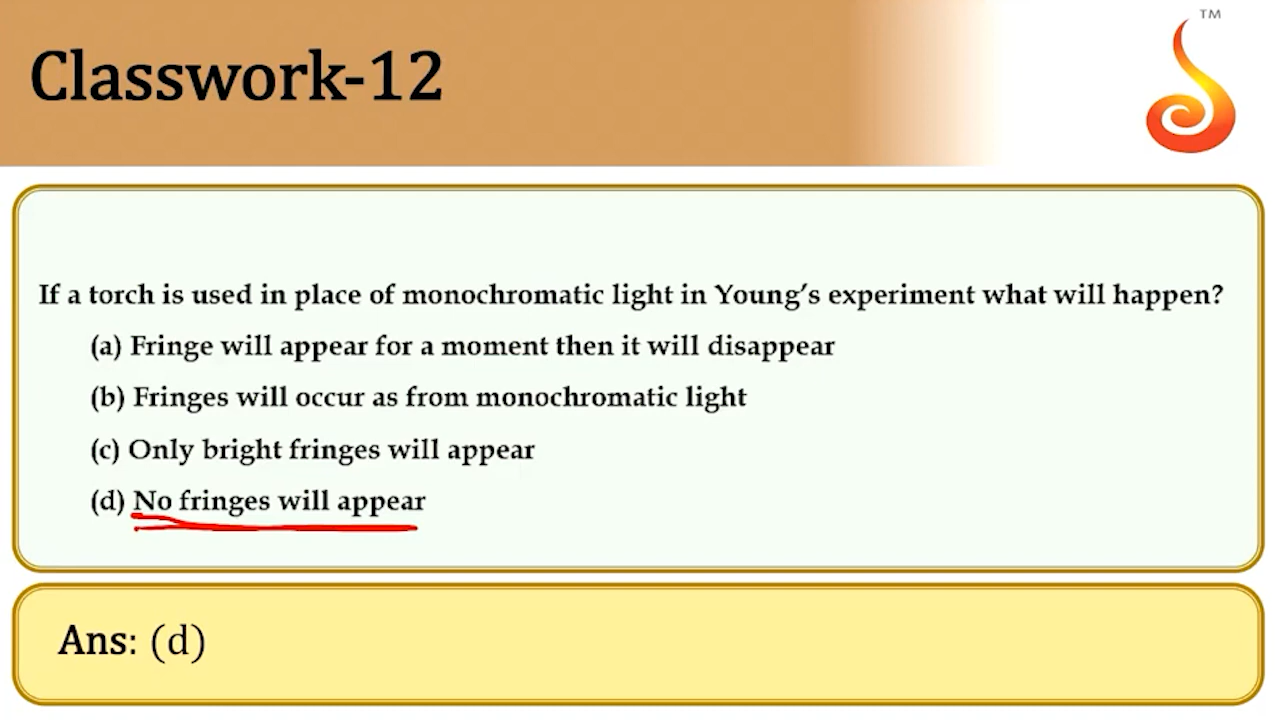 TM
Classwork-12
If a torch is used in place of monochromatic light in Young's experiment what will happen?
(a) Fringe will appear for a moment then it will disappear
(b) Fringes will occur as from monochromatic light
(c) Only bright fringes will appear
(d) No fringes will appear
Ans: (d)